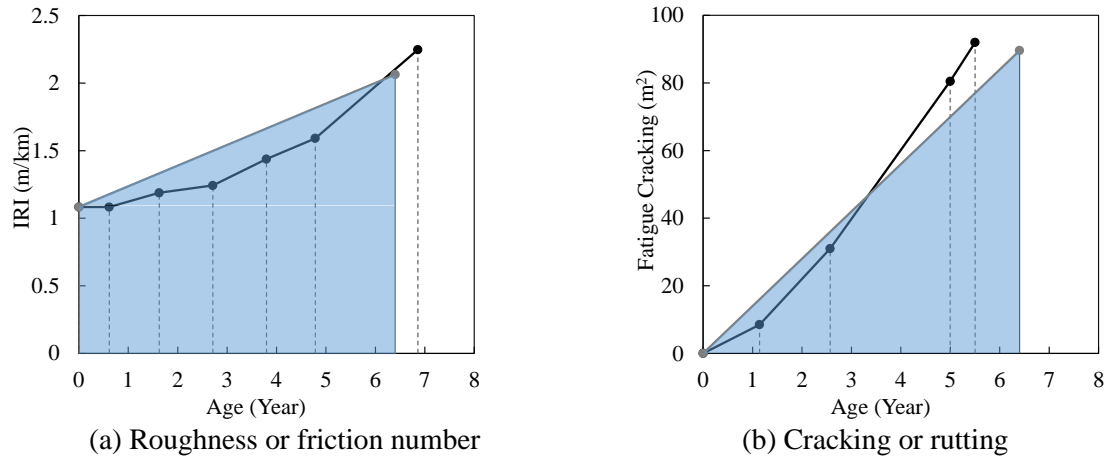 2.5
2
1.5
1
0.5
0
IRI (m/km)
0 1 2 3 4 5 6 7 8
Age (Year)
(a) Roughness or friction number
100
80
60
40
20
0
Fatigue Cracking (m²)
0 1 2 3 4 5 6 7 8
Age (Year)
(b) Cracking or rutting